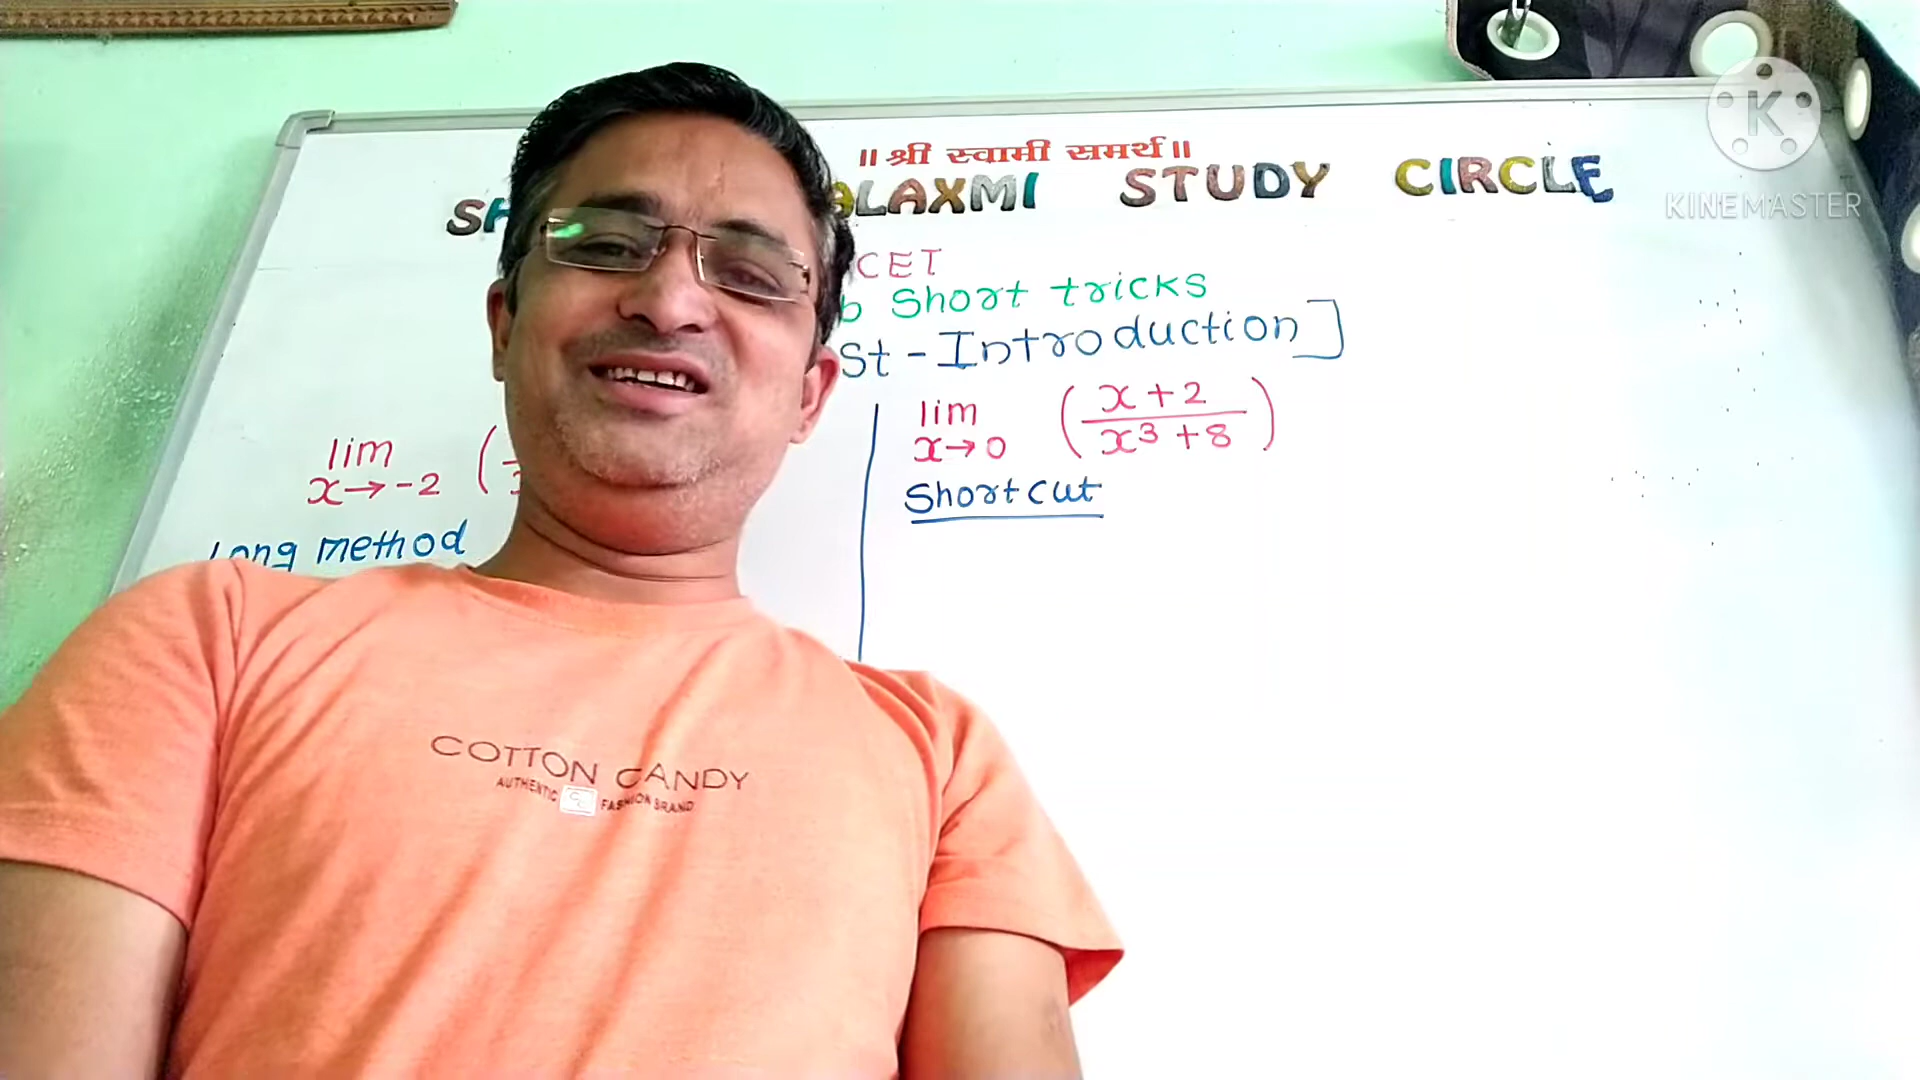 ॥ श्री स्वामी समर्थ ॥
STUDY CIRCLE
KINEMASTER
CET
Short tricks
St - Introduction]
lim x→-2 (
Long method
lim x→0 (x+2 / x³+8)
Shortcut
COTTON CANDY
AUTHENTIC CC FASHION BRAND